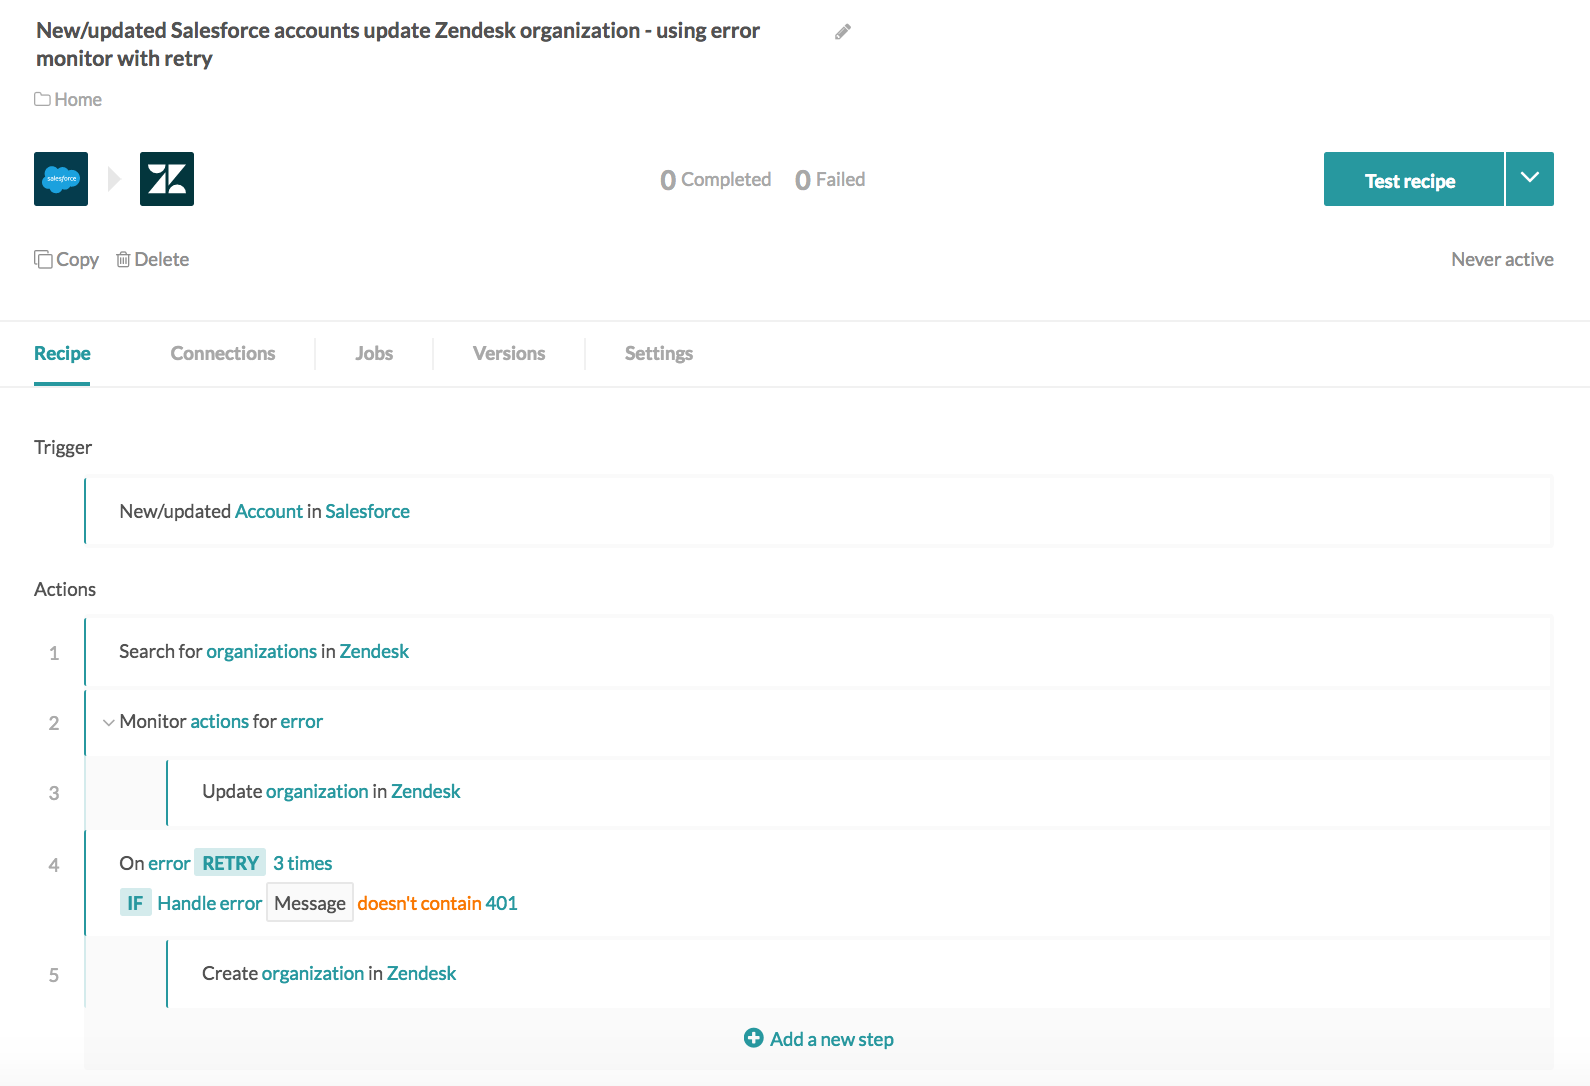 New/updated Salesforce accounts update Zendesk organization - using error
monitor with retry
Home
salesforce
0 Completed 0 Failed
Test recipe
Copy Delete
Never active
Recipe Connections Jobs Versions Settings
Trigger
New/updated Account in Salesforce
Actions
1 Search for organizations in Zendesk
2 Monitor actions for error
3 Update organization in Zendesk
4 On error RETRY 3 times
IF Handle error Message doesn't contain 401
5 Create organization in Zendesk
Add a new step